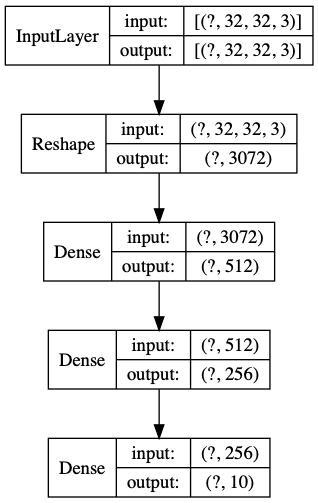 InputLayer
input: [(?, 32, 32, 3)]
output: [(?, 32, 32, 3)]
Reshape
input: (?, 32, 32, 3)
output: (?, 3072)
Dense
input: (?, 3072)
output: (?, 512)
Dense
input: (?, 512)
output: (?, 256)
Dense
input: (?, 256)
output: (?, 10)